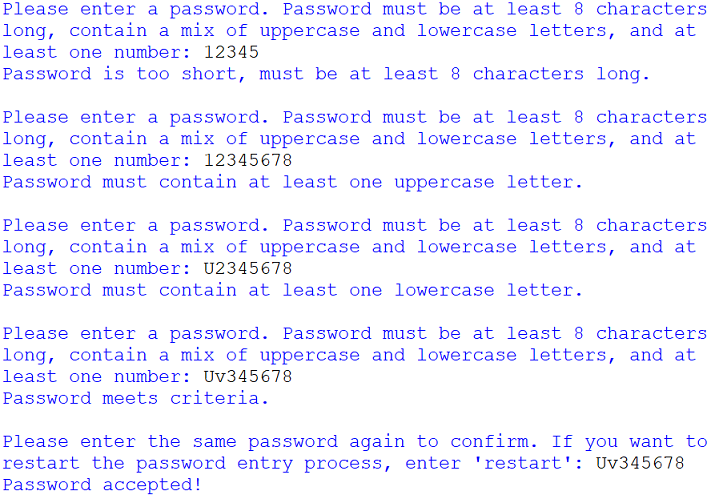 Please enter a password. Password must be at least 8 characters
long, contain a mix of uppercase and lowercase letters, and at
least one number: 12345
Password is too short, must be at least 8 characters long.
Please enter a password. Password must be at least 8 characters
long, contain a mix of uppercase and lowercase letters, and at
least one number: 12345678
Password must contain at least one uppercase letter.
Please enter a password. Password must be at least 8 characters
long, contain a mix of uppercase and lowercase letters, and at
least one number: U2345678
Password must contain at least one lowercase letter.
Please enter a password. Password must be at least 8 characters
long, contain a mix of uppercase and lowercase letters, and at
least one number: Uv345678
Password meets criteria.
Please enter the same password again to confirm. If you want to
restart the password entry process, enter 'restart': Uv345678
Password accepted!